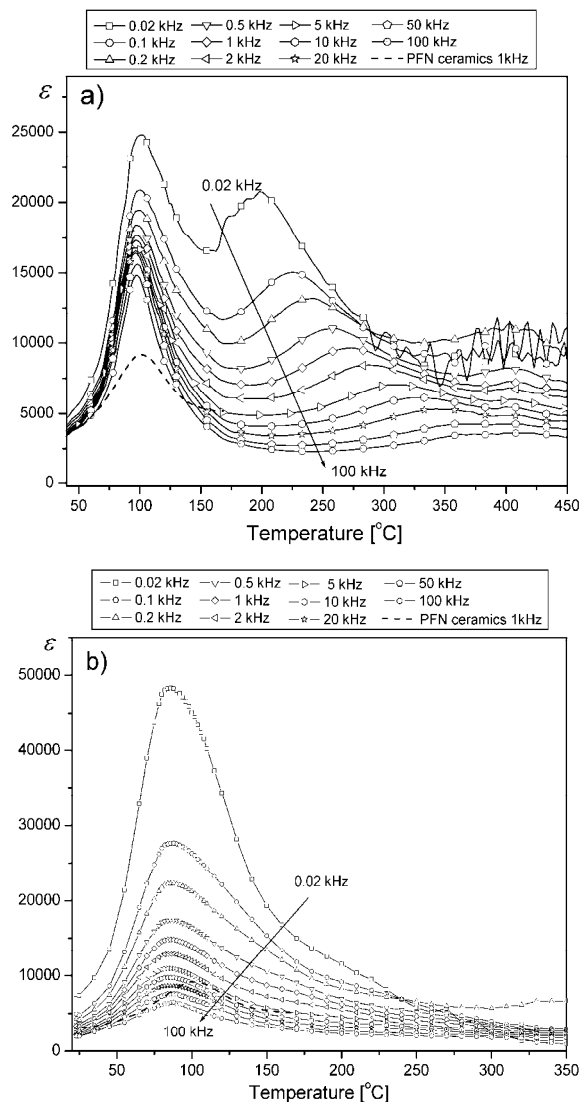 0.02 kHz 0.5 kHz 5 kHz 50 kHz
0.1 kHz 1 kHz 10 kHz 100 kHz
0.2 kHz 2 kHz 20 kHz PFN ceramics 1kHz
ε
a)
25000
20000
15000
10000
5000
0
0.02 kHz
100 kHz
50 100 150 200 250 300 350 400 450
Temperature [°C]
0.02 kHz 0.5 kHz 5 kHz 50 kHz
0.1 kHz 1 kHz 10 kHz 100 kHz
0.2 kHz 2 kHz 20 kHz PFN ceramics 1kHz
ε
b)
50000
40000
30000
20000
10000
0
0.02 kHz
100 kHz
50 100 150 200 250 300 350
Temperature [°C]